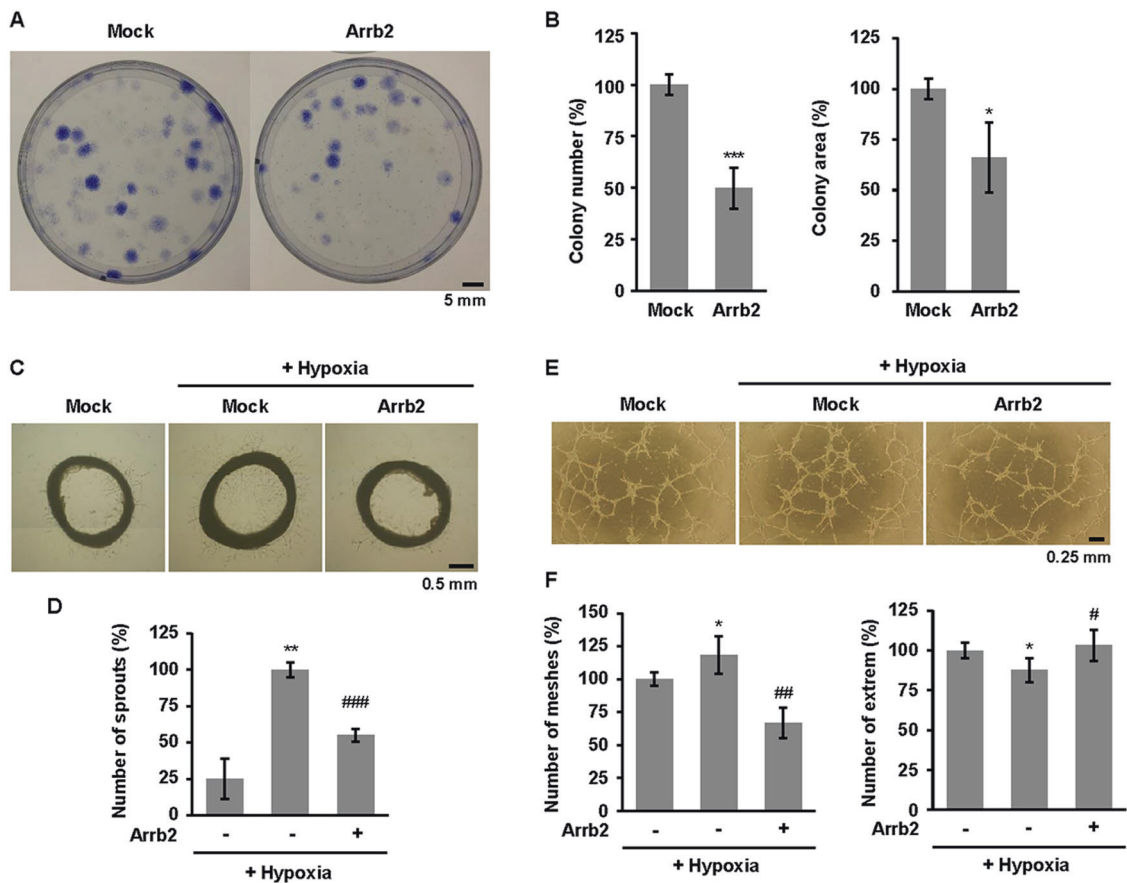 A
Mock Arrb2
5 mm
B
125
100
75
50
25
0
Colony number (%)
***
Mock Arrb2
125
100
75
50
25
0
Colony area (%)
*
Mock Arrb2
C
+ Hypoxia
Mock Mock Arrb2
0.5 mm
D
125
100
75
50
25
0
Number of sprouts (%)
**
###
Arrb2 - - +
+ Hypoxia
E
+ Hypoxia
Mock Mock Arrb2
0.25 mm
F
150
125
100
75
50
25
0
Number of meshes (%)
*
##
Arrb2 - - +
+ Hypoxia
125
100
75
50
25
0
Number of extrem (%)
*
#
Arrb2 - - +
+ Hypoxia